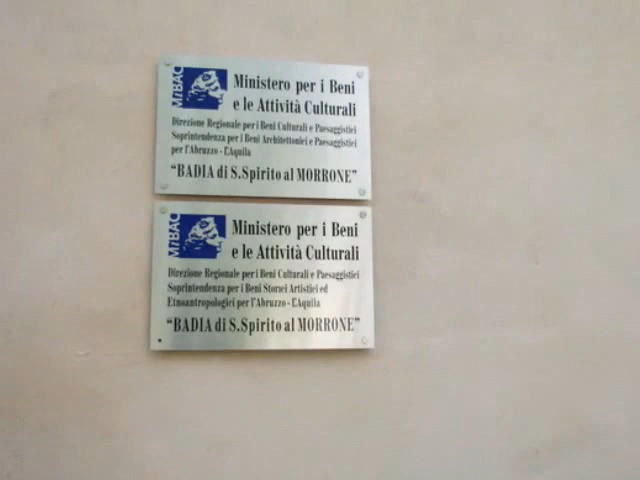 MiBAC
Ministero per i Beni
e le Attività Culturali
Direzione Regionale per i Beni Culturali e Paesaggistici
Soprintendenza per i Beni Architettonici e Paesaggistici
per l'Abruzzo - L'Aquila
"BADIA di S.Spirito al MORRONE"
MiBAC
Ministero per i Beni
e le Attività Culturali
Direzione Regionale per i Beni Culturali e Paesaggistici
Soprintendenza per i Beni Storici Artistici ed
Etnoantropologici per l'Abruzzo - L'Aquila
"BADIA di S.Spirito al MORRONE"